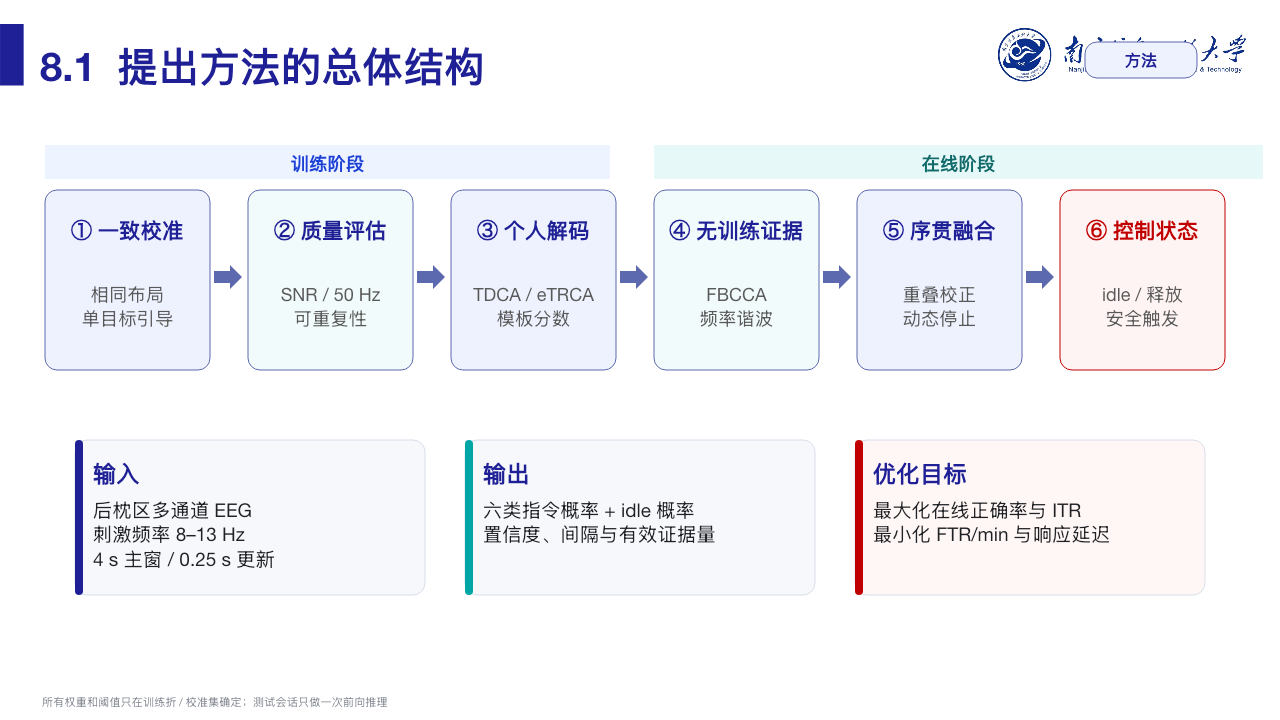 8.1 提出方法的总体结构
方法
& Technology
训练阶段
在线阶段
① 一致校准
相同布局
单目标引导
② 质量评估
SNR / 50 Hz
可重复性
③ 个人解码
TDCA / eTRCA
模板分数
④ 无训练证据
FBCCA
频率谐波
⑤ 序贯融合
重叠校正
动态停止
⑥ 控制状态
idle / 释放
安全触发
输入
后枕区多通道 EEG
刺激频率 8–13 Hz
4 s 主窗 / 0.25 s 更新
输出
六类指令概率 + idle 概率
置信度、间隔与有效证据量
优化目标
最大化在线正确率与 ITR
最小化 FTR/min 与响应延迟
所有权重和阈值只在训练折 / 校准集确定；测试会话只做一次前向推理